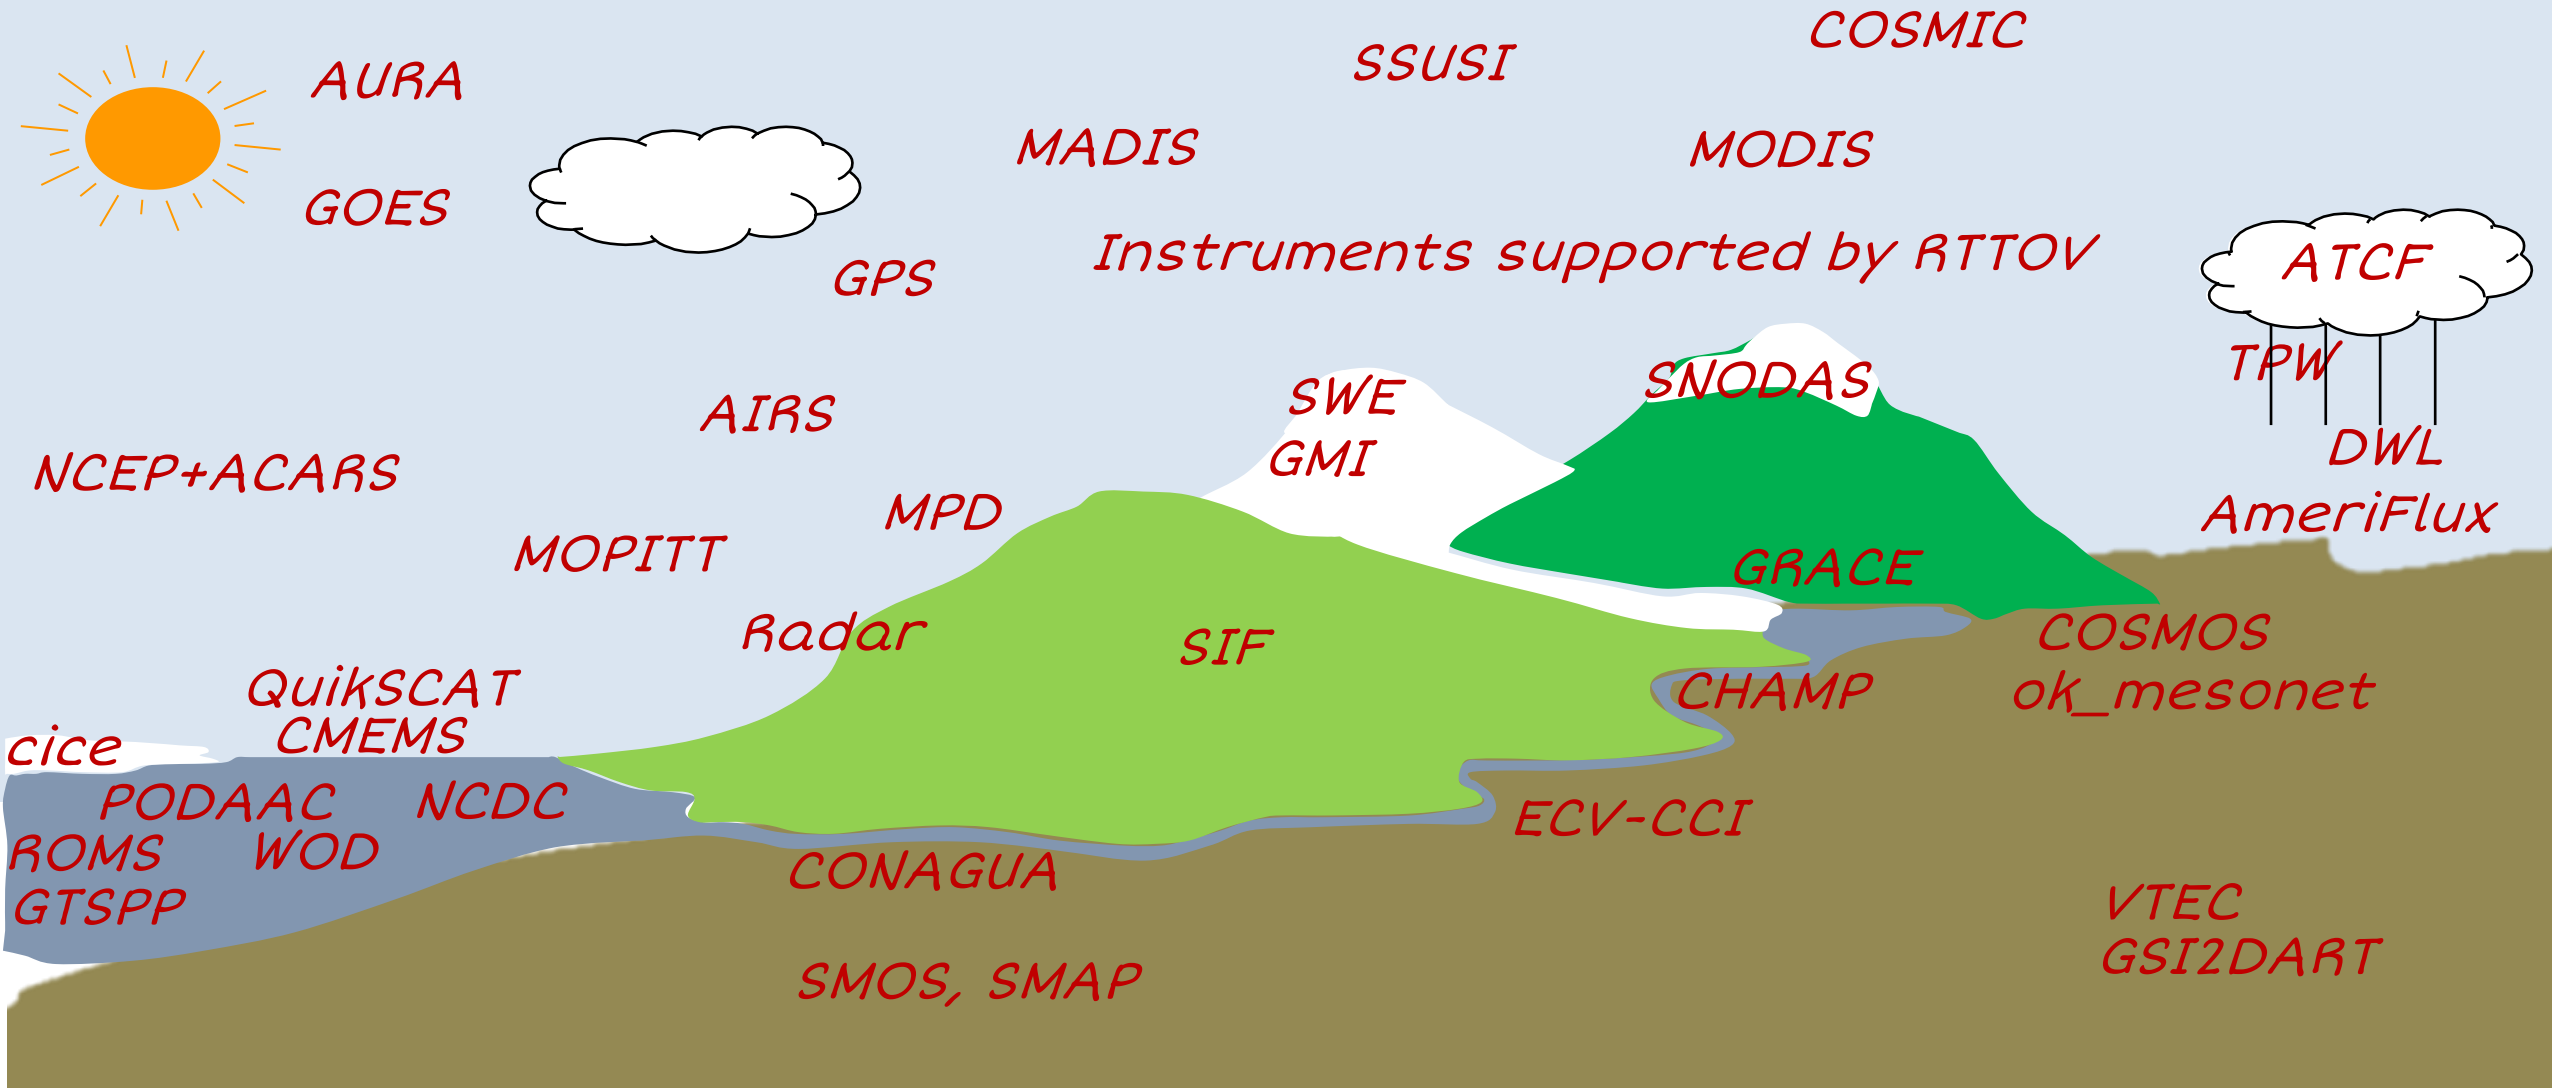 COSMIC
SSUSI
AURA
MADIS
MODIS
GOES
Instruments supported by RTTOV
ATCF
GPS
TPW
SNODAS
SWE
AIRS
DWL
GMI
NCEP+ACARS
MPD
AmeriFlux
MOPITT
GRACE
Radar
SIF
COSMOS
QuikSCAT
CHAMP
ok_mesonet
CMEMS
cice
PODAAC
NCDC
ECV-CCI
ROMS
WOD
CONAGUA
GTSPP
VTEC
GSI2DART
SMOS, SMAP